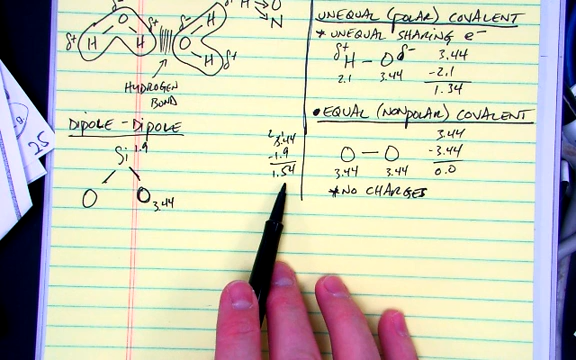 δ⁻ H → O
O
→ N
δ⁺ H H O δ⁺
H
HYDROGEN
BOND
DIPOLE - DIPOLE
Si 1.9
O O 3.44
3.44
-1.9
1.54
UNEQUAL (POLAR) COVALENT
* UNEQUAL SHARING e⁻
δ⁺ δ⁻
H - O
2.1 3.44
3.44
-2.1
1.34
• EQUAL (NONPOLAR) COVALENT
O - O
3.44 3.44
3.44
-3.44
0.0
* NO CHARGES
25